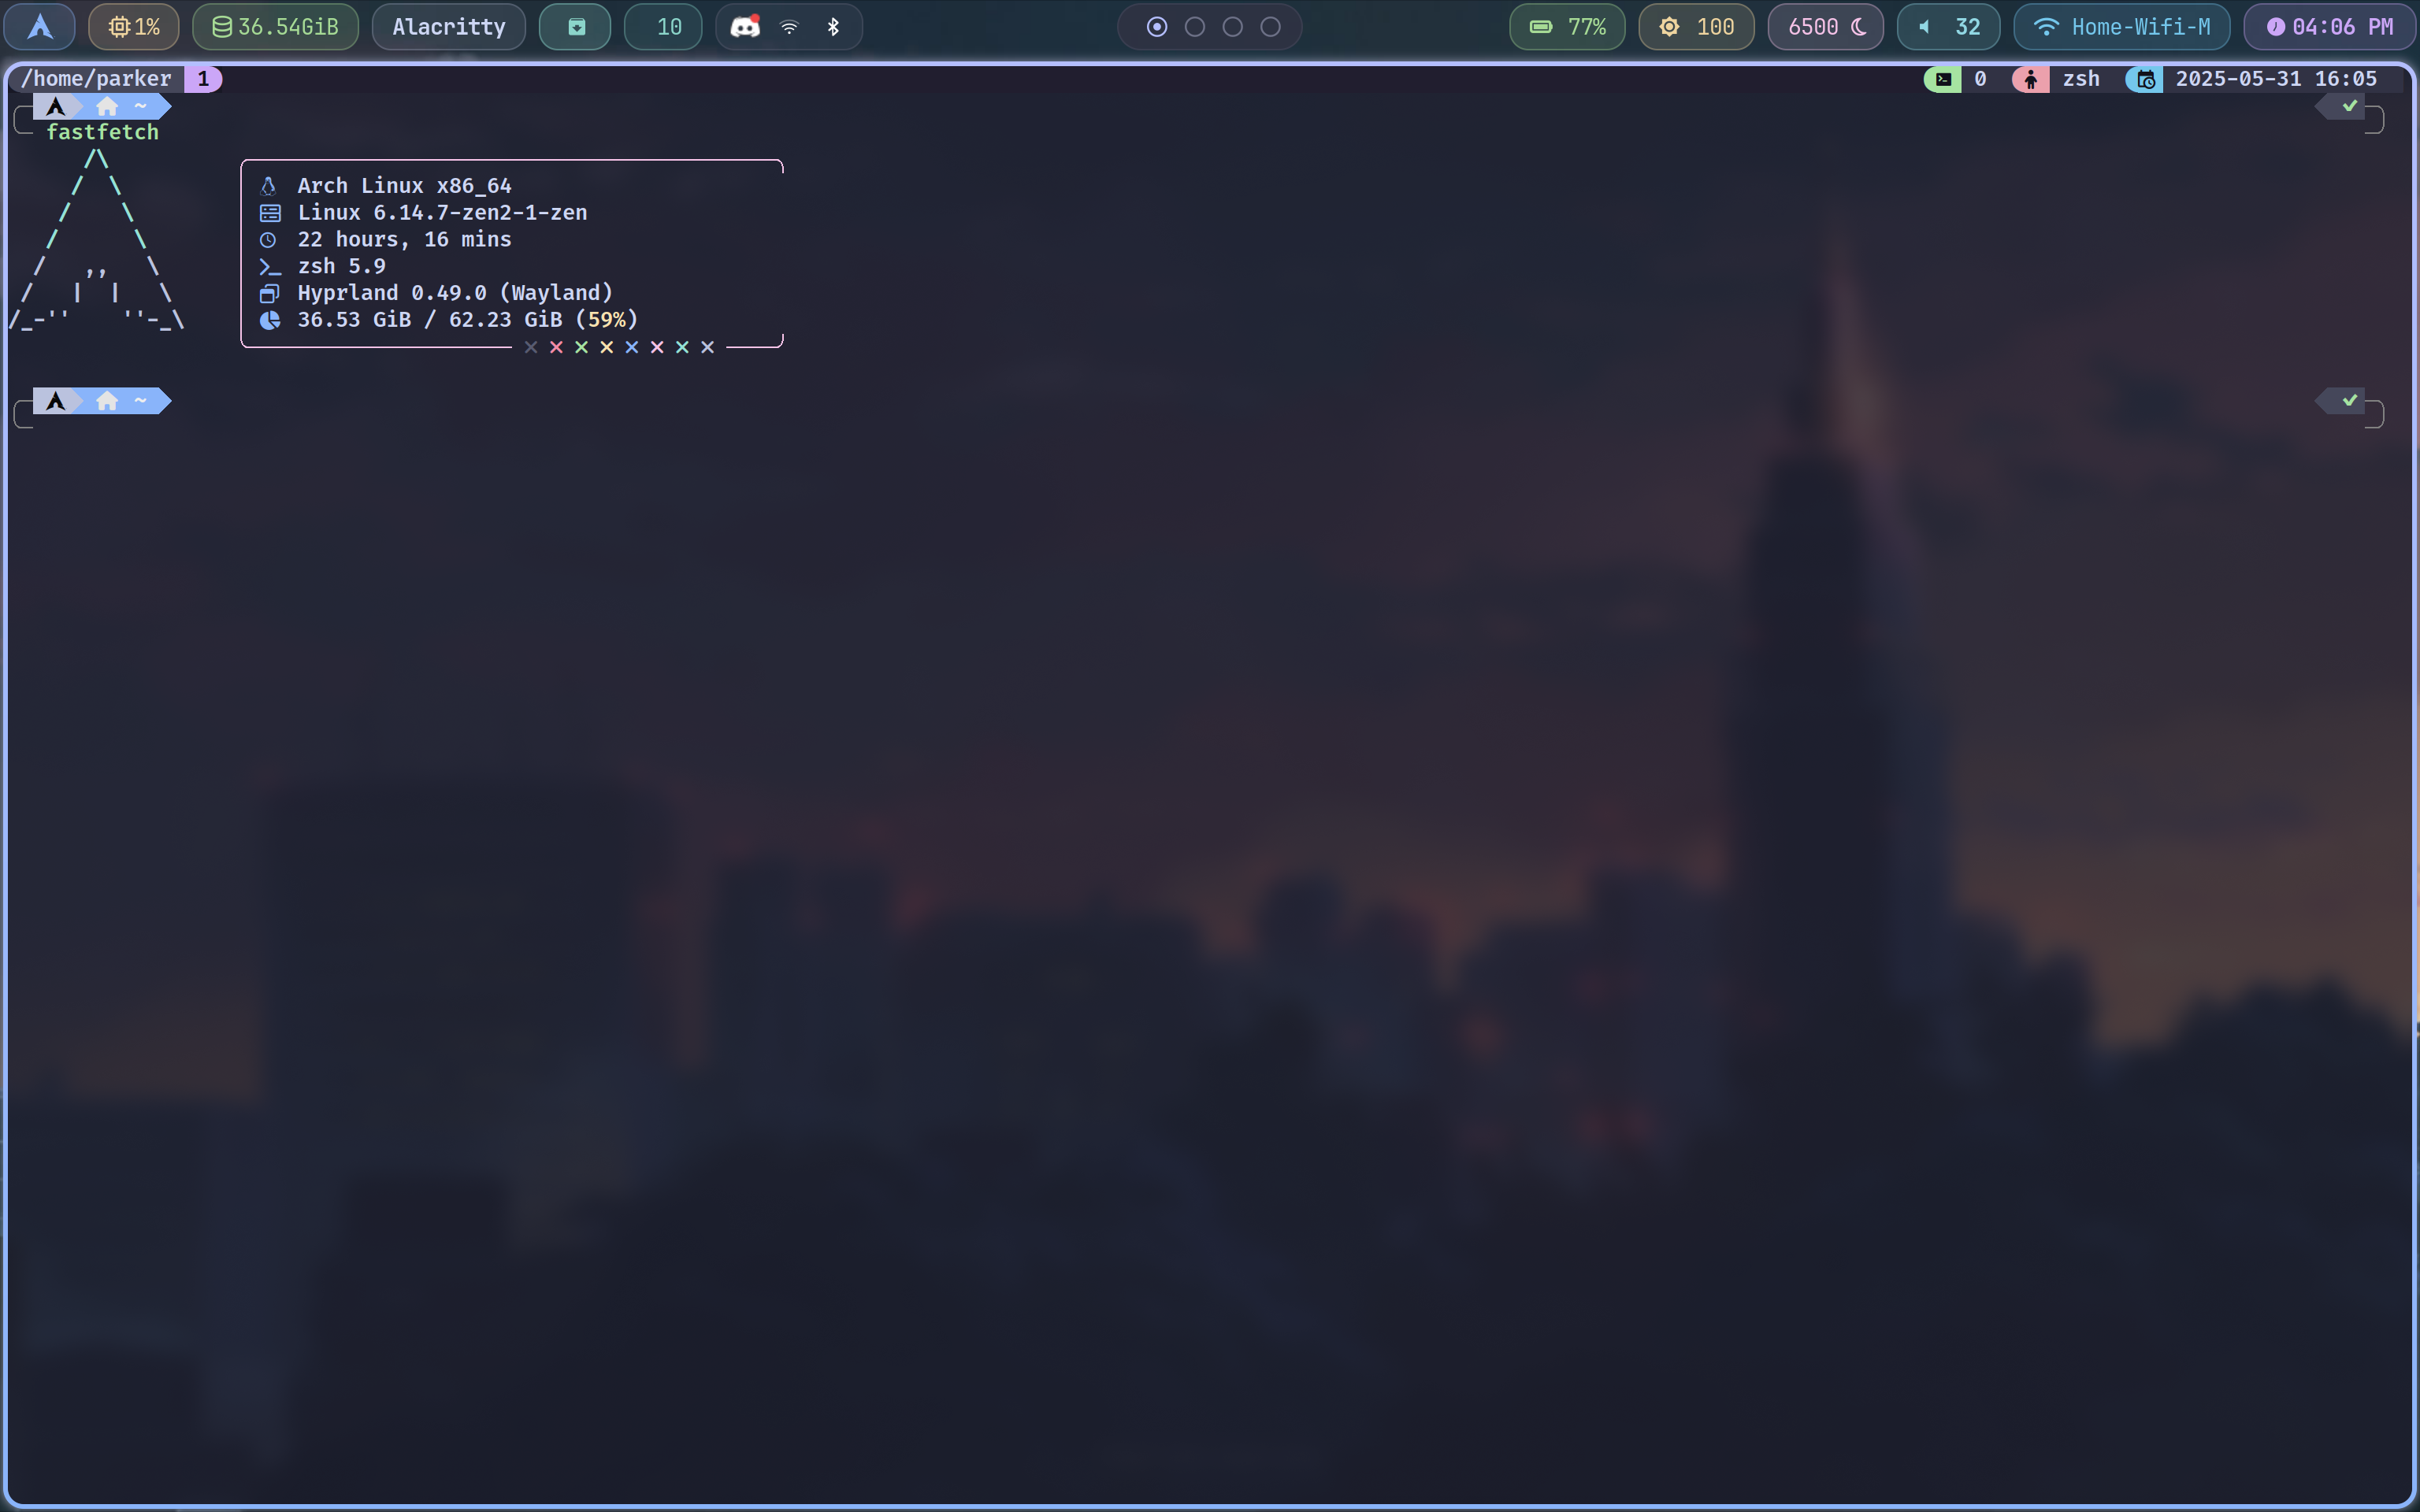 1% 36.54GiB Alacritty 10 77% 100 6500 32 Home-Wifi-M 04:06 PM
/home/parker 1 0 zsh 2025-05-31 16:05
~
fastfetch
Arch Linux x86_64
Linux 6.14.7-zen2-1-zen
22 hours, 16 mins
zsh 5.9
Hyprland 0.49.0 (Wayland)
36.53 GiB / 62.23 GiB (59%)
~